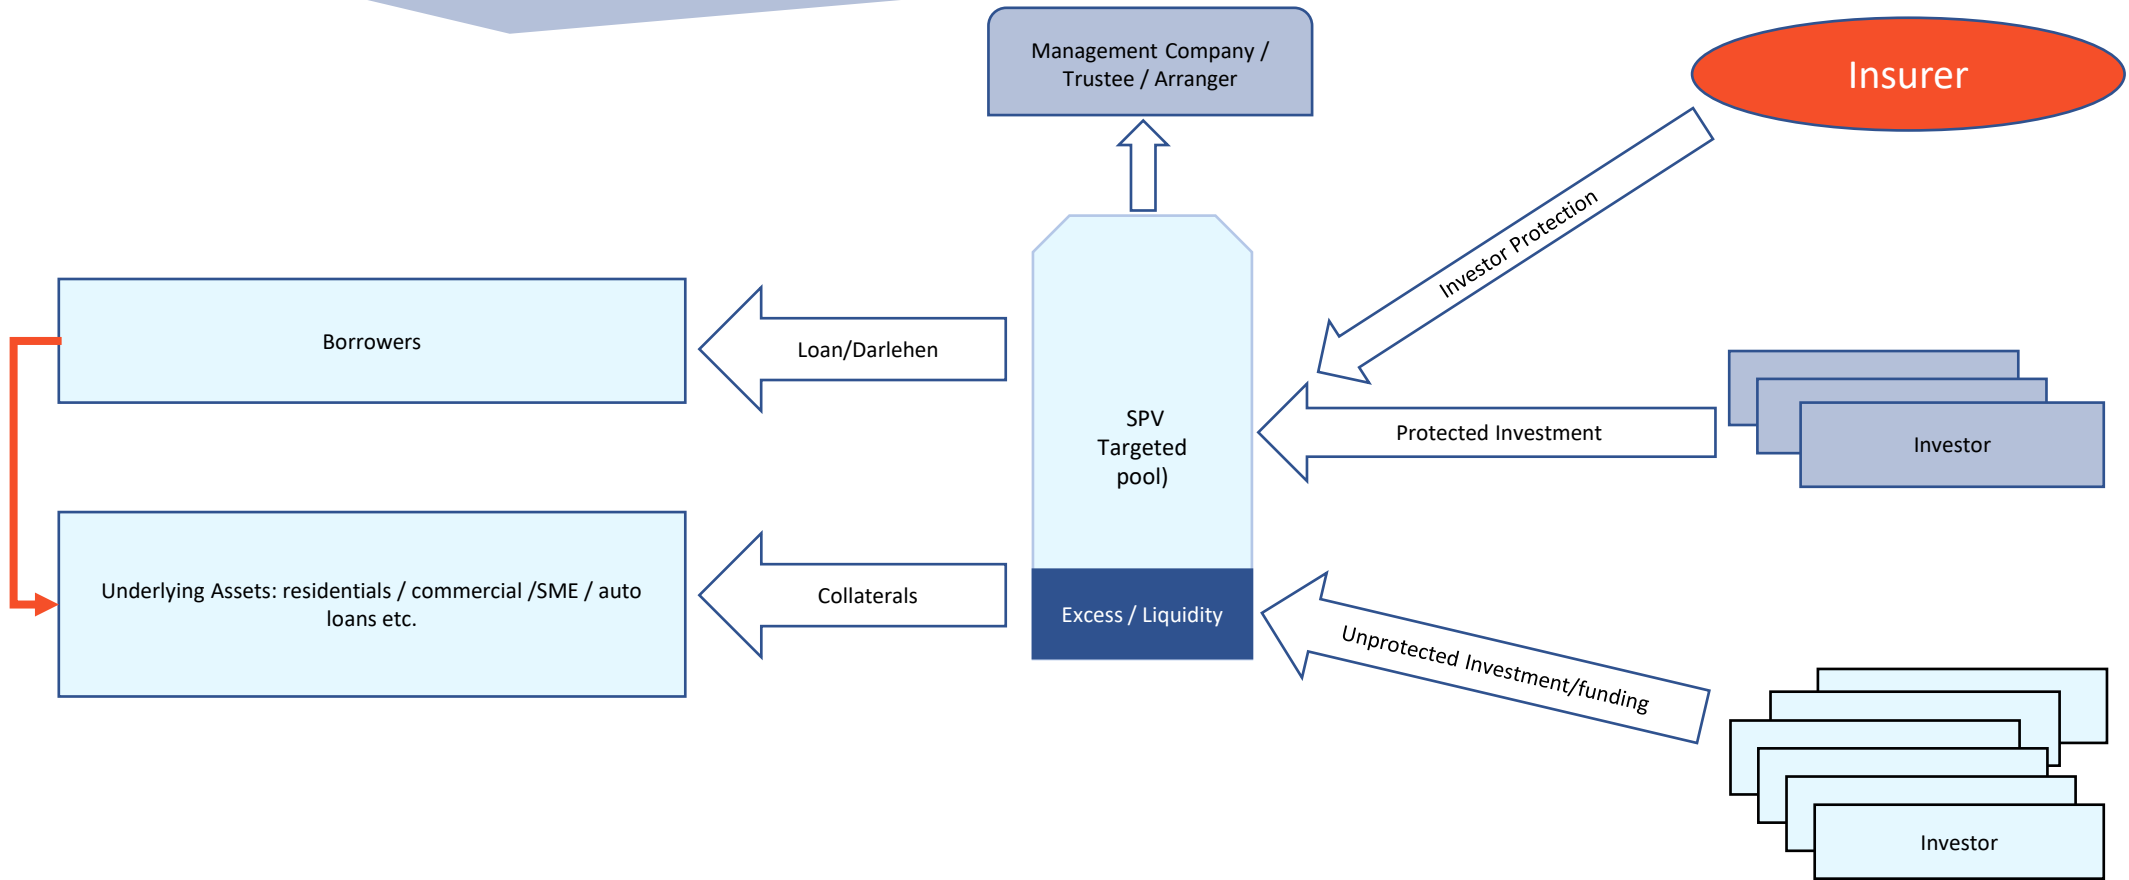 Management Company /
Trustee / Arranger
Insurer
Investor Protection
Borrowers
Loan/Darlehen
SPV
Targeted
pool)
Protected Investment
Investor
Underlying Assets: residentials / commercial /SME / auto
loans etc.
Collaterals
Excess / Liquidity
Unprotected Investment/funding
Investor